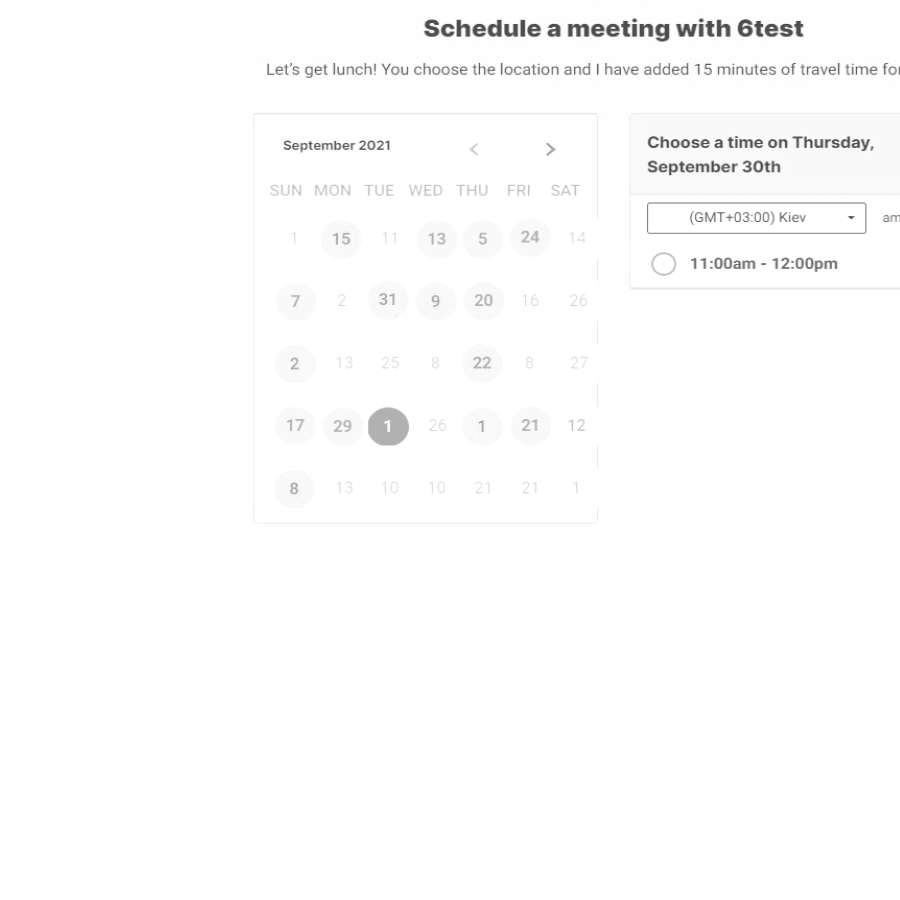 Schedule a meeting with 6test
Let's get lunch! You choose the location and I have added 15 minutes of travel time for
September 2021
SUN MON TUE WED THU FRI SAT
1 15 11 13 5 24 14
7 2 31 9 20 16 26
2 13 25 8 22 8 27
17 29 1 26 1 21 12
8 13 10 10 21 21 1
Choose a time on Thursday,
September 30th
(GMT+03:00) Kiev am
11:00am - 12:00pm